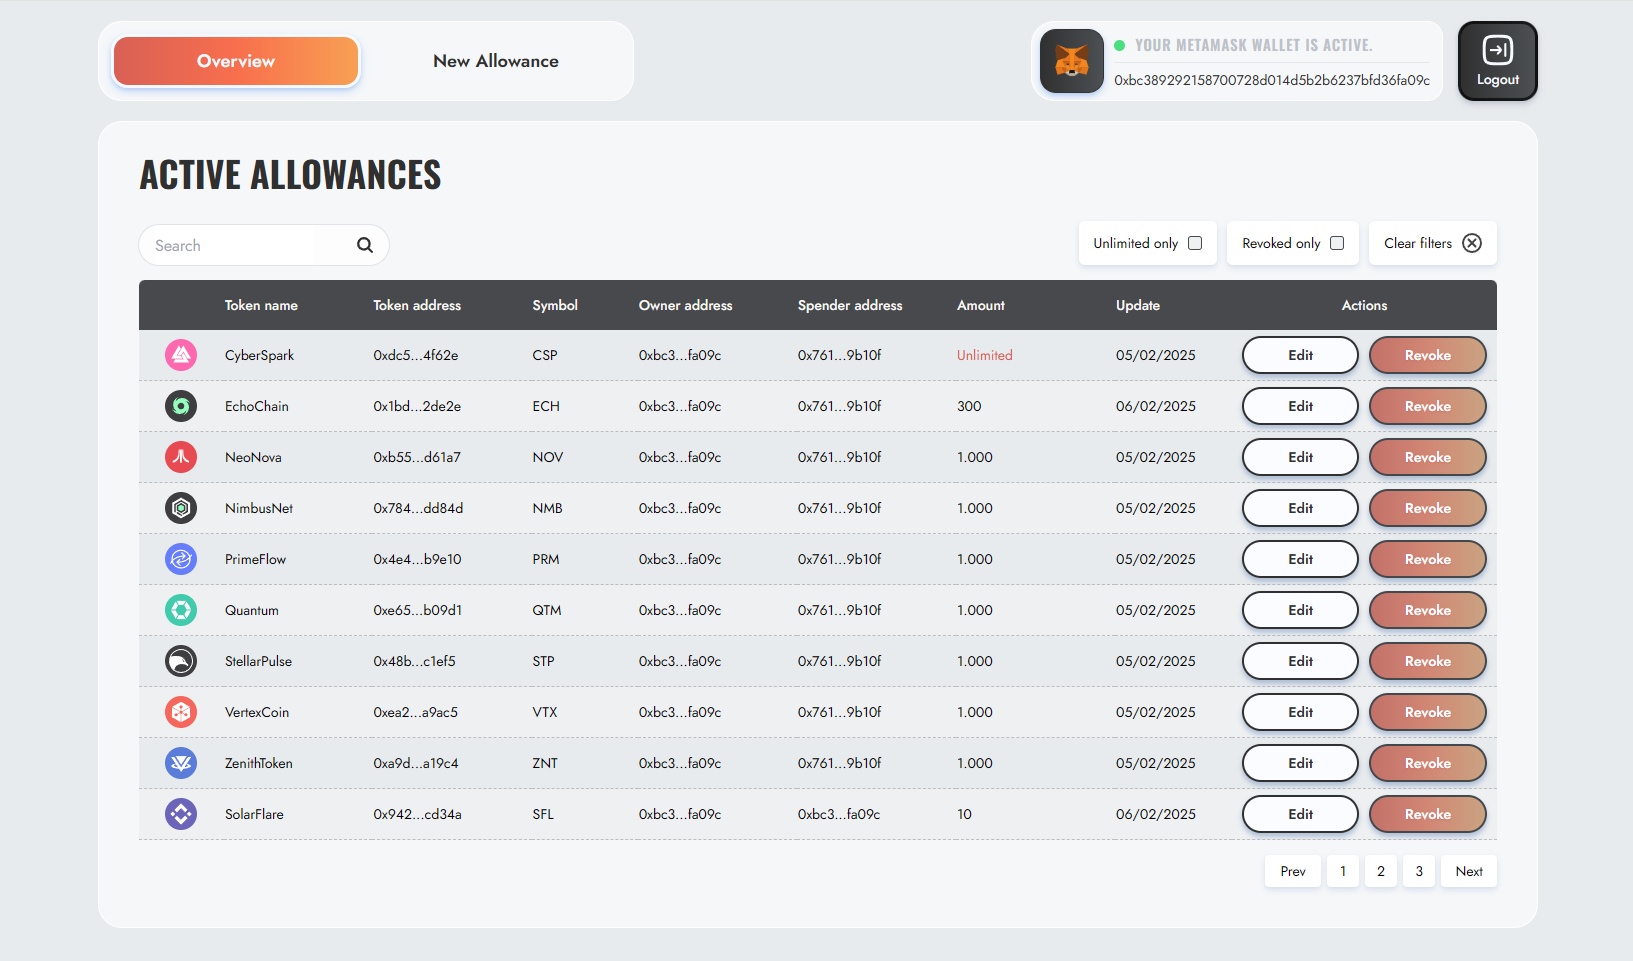 Overview
New Allowance
YOUR METAMASK WALLET IS ACTIVE.
0xbc389292158700728d014d5b2b6237bfd36fa09c
Logout
ACTIVE ALLOWANCES
Search
Unlimited only
Revoked only
Clear filters
Token name Token address Symbol Owner address Spender address Amount Update Actions
CyberSpark 0xdc5...4f62e CSP 0xbc3...fa09c 0x761...9b10f Unlimited 05/02/2025 Edit Revoke
EchoChain 0x1bd...2de2e ECH 0xbc3...fa09c 0x761...9b10f 300 06/02/2025 Edit Revoke
NeoNova 0xb55...d61a7 NOV 0xbc3...fa09c 0x761...9b10f 1.000 05/02/2025 Edit Revoke
NimbusNet 0x784...dd84d NMB 0xbc3...fa09c 0x761...9b10f 1.000 05/02/2025 Edit Revoke
PrimeFlow 0x4e4...b9e10 PRM 0xbc3...fa09c 0x761...9b10f 1.000 05/02/2025 Edit Revoke
Quantum 0xe65...b09d1 QTM 0xbc3...fa09c 0x761...9b10f 1.000 05/02/2025 Edit Revoke
StellarPulse 0x48b...c1ef5 STP 0xbc3...fa09c 0x761...9b10f 1.000 05/02/2025 Edit Revoke
VertexCoin 0xea2...a9ac5 VTX 0xbc3...fa09c 0x761...9b10f 1.000 05/02/2025 Edit Revoke
ZenithToken 0xa9d...a19c4 ZNT 0xbc3...fa09c 0x761...9b10f 1.000 05/02/2025 Edit Revoke
SolarFlare 0x942...cd34a SFL 0xbc3...fa09c 0xbc3...fa09c 10 06/02/2025 Edit Revoke
Prev 1 2 3 Next